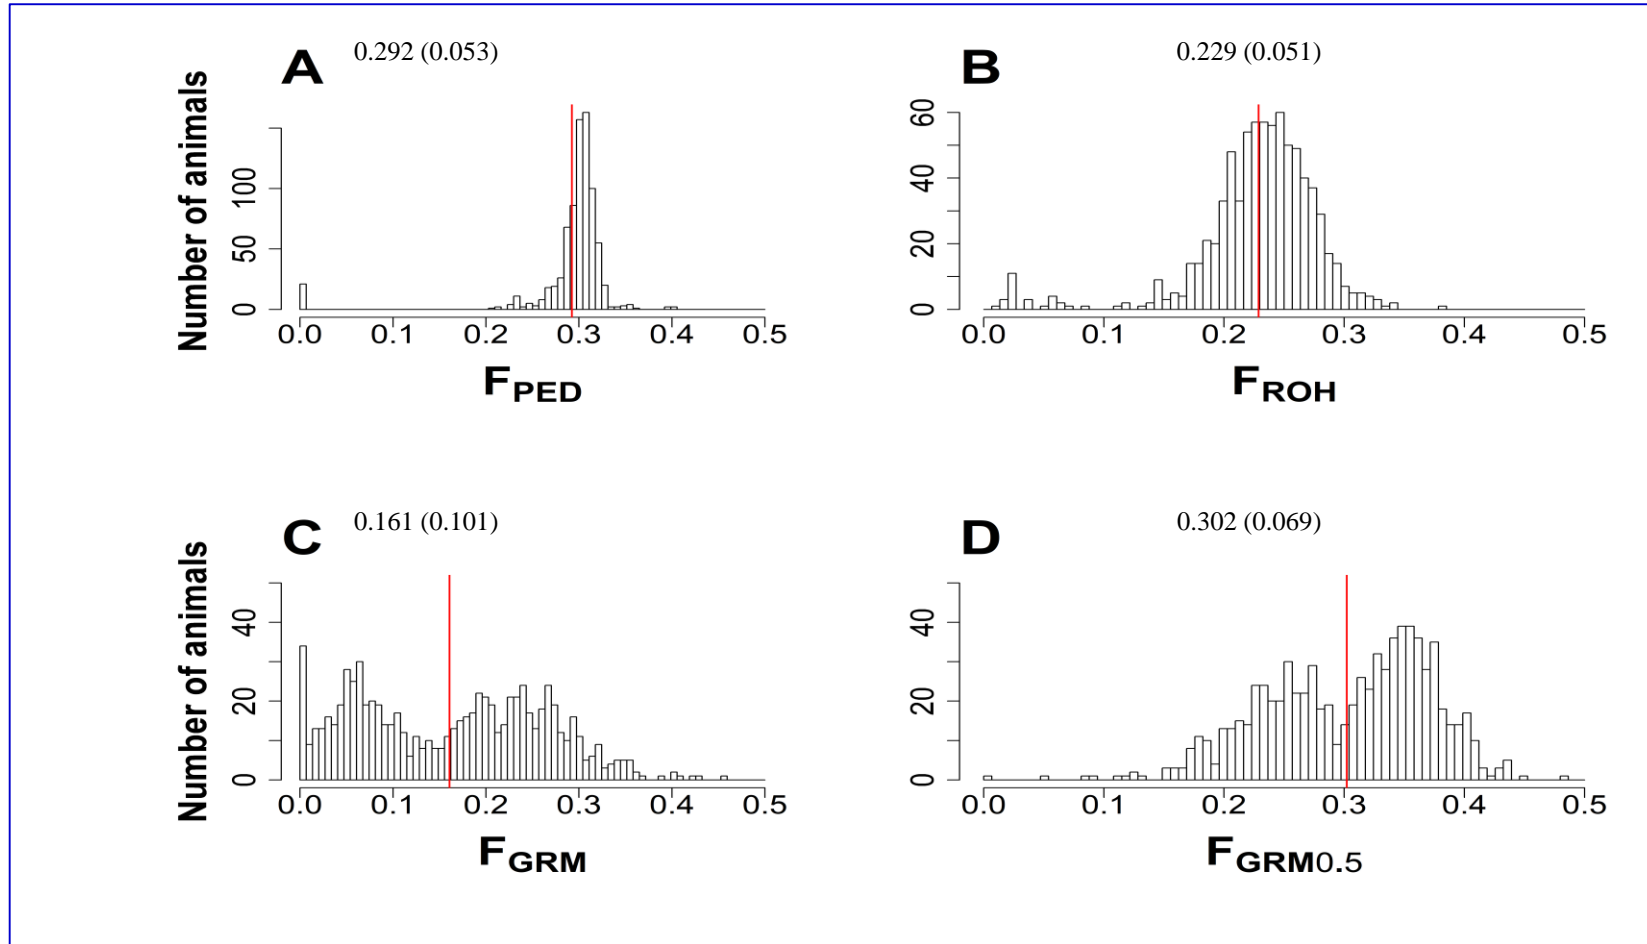 A 0.292 (0.053)
Number of animals
100
50
0
0.0 0.1 0.2 0.3 0.4 0.5
FPED
B 0.229 (0.051)
60
40
20
0
0.0 0.1 0.2 0.3 0.4 0.5
FROH
C 0.161 (0.101)
Number of animals
40
20
0
0.0 0.1 0.2 0.3 0.4 0.5
FGRM
D 0.302 (0.069)
40
20
0
0.0 0.1 0.2 0.3 0.4 0.5
FGRM0.5